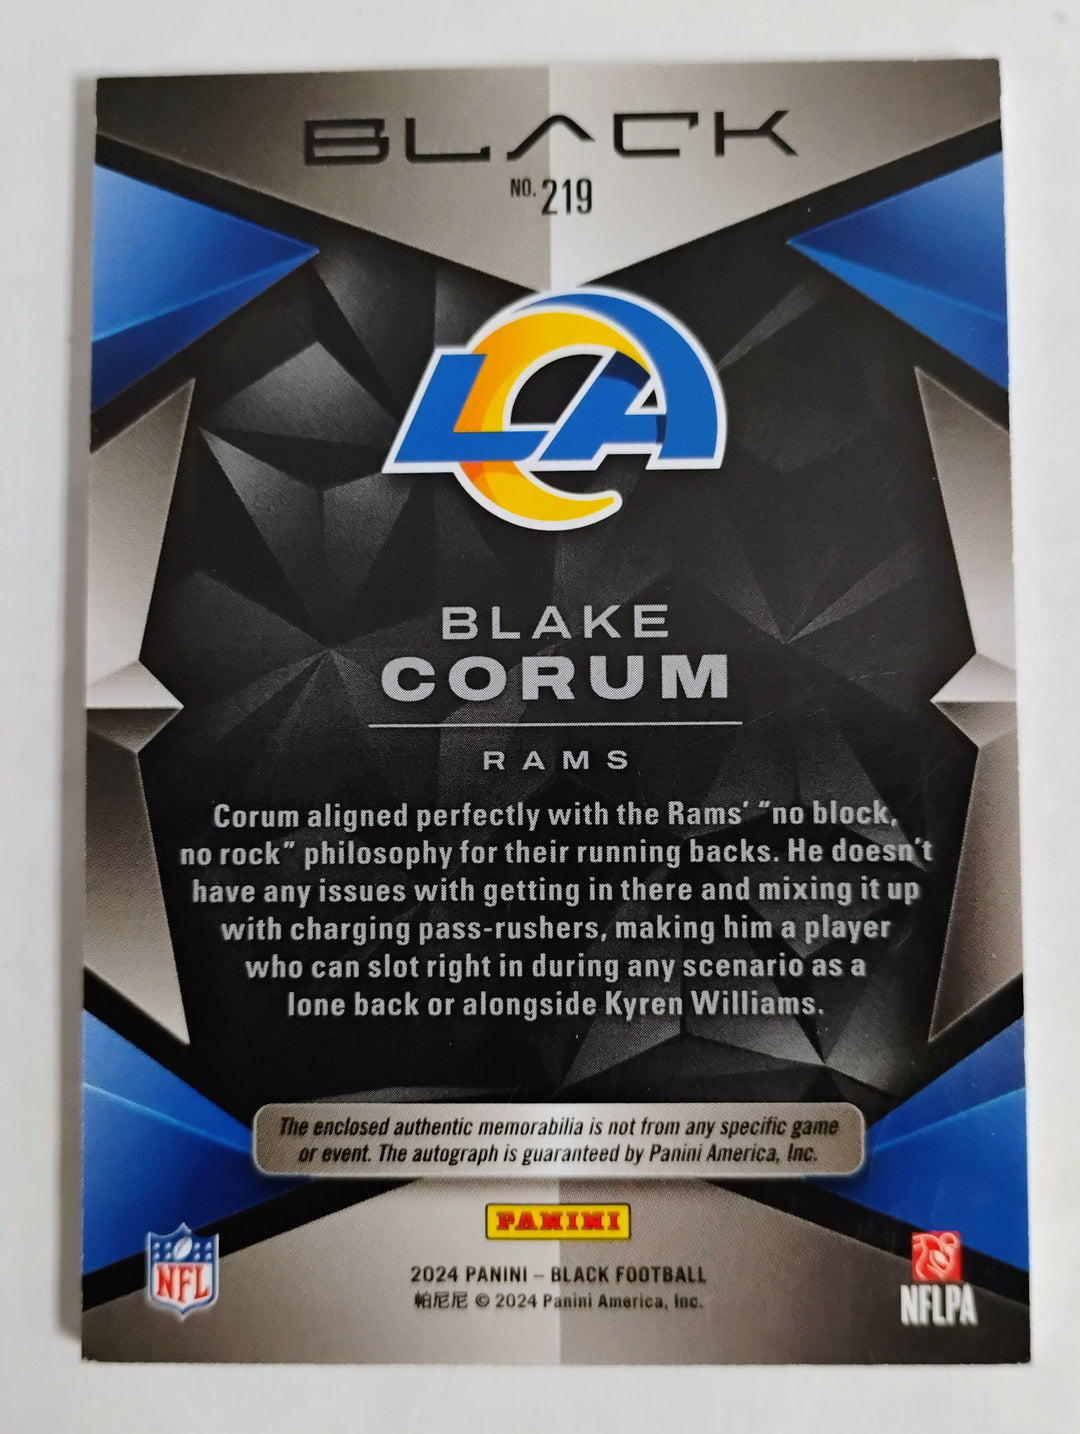 BLACK
NO. 219
LA
BLAKE
CORUM
RAMS
Corum aligned perfectly with the Rams’ “no block,
no rock” philosophy for their running backs. He doesn’t
have any issues with getting in there and mixing it up
with charging pass-rushers, making him a player
who can slot right in during any scenario as a
lone back or alongside Kyren Williams.
The enclosed authentic memorabilia is not from any specific game
or event. The autograph is guaranteed by Panini America, Inc.
PANINI
NFL
2024 PANINI – BLACK FOOTBALL
帕尼尼 © 2024 Panini America, Inc.
NFLPA